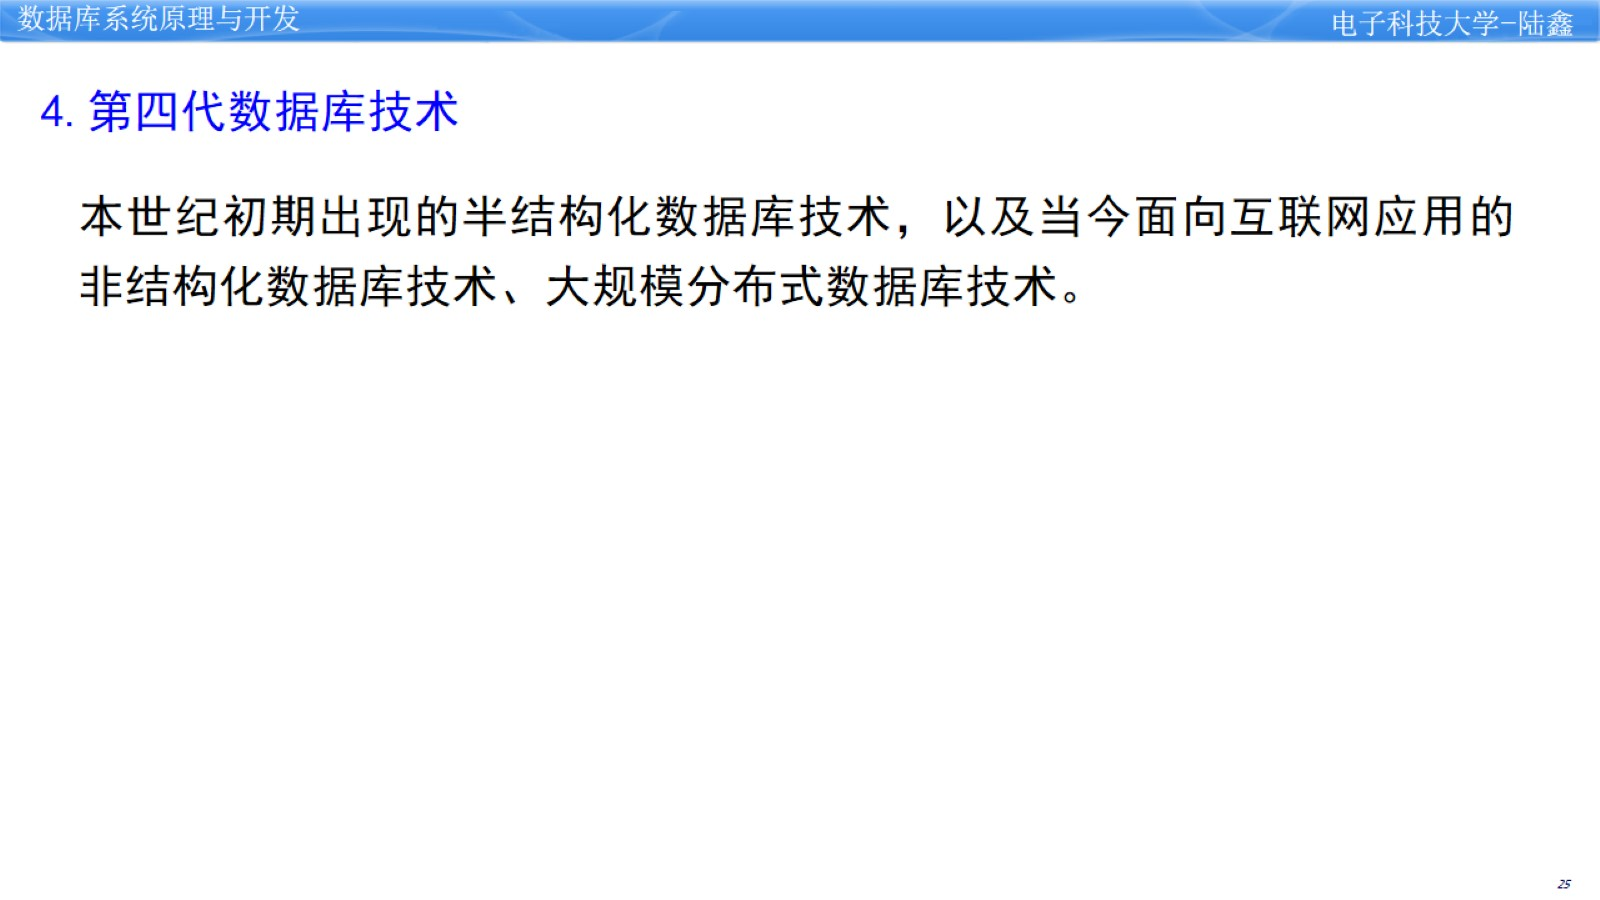 数据库系统原理与开发
电子科技大学-陆鑫
4. 第四代数据库技术
本世纪初期出现的半结构化数据库技术，以及当今面向互联网应用的
非结构化数据库技术、大规模分布式数据库技术。
25